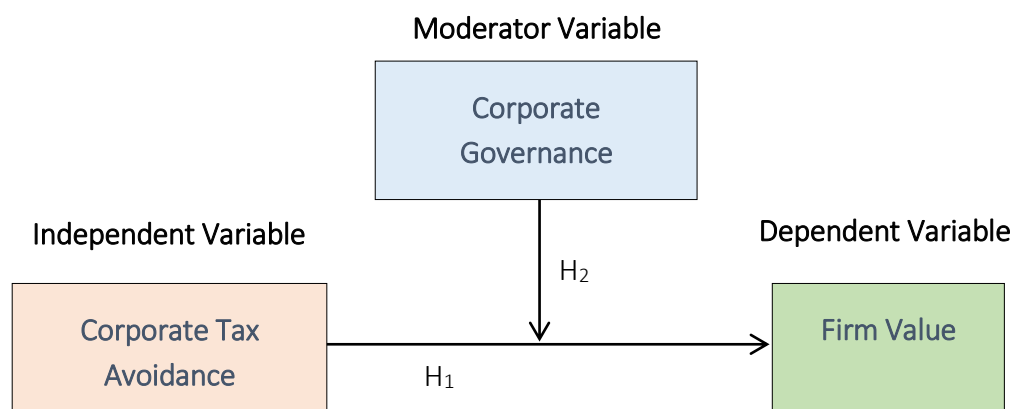 Moderator Variable
Corporate
Governance
Independent Variable
Dependent Variable
H₂
Corporate Tax
Avoidance
Firm Value
H₁